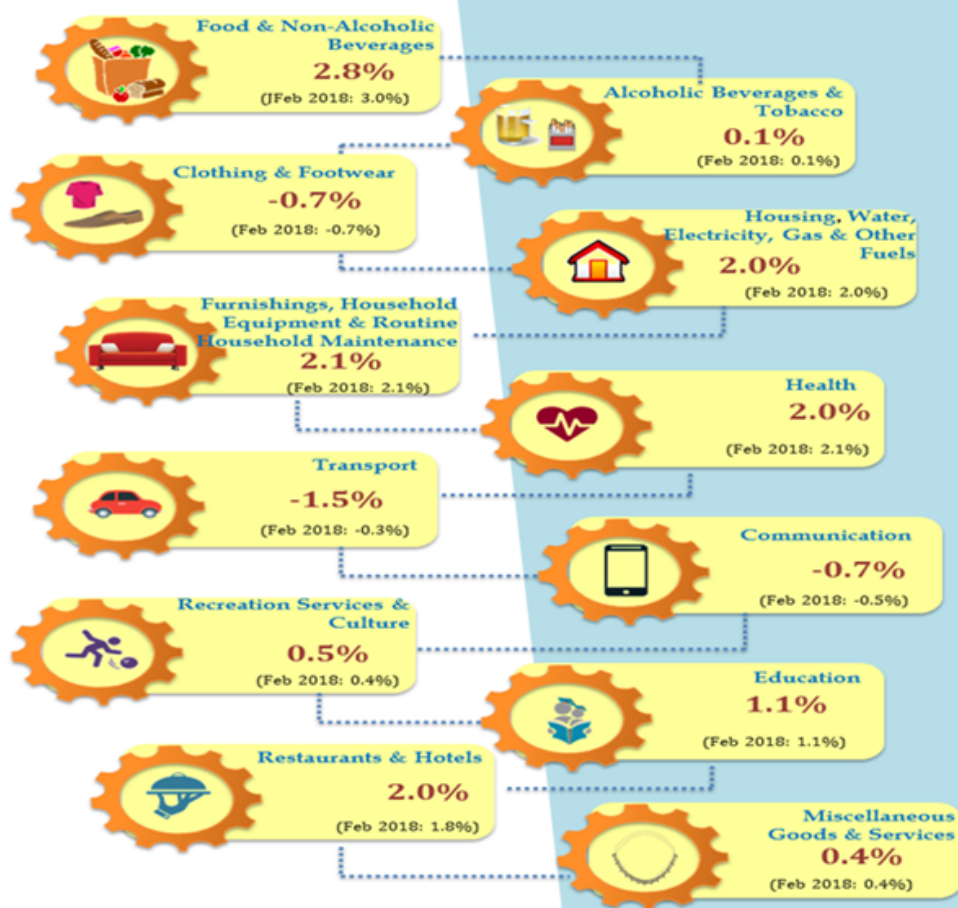 Food & Non-Alcoholic
Beverages
2.8%
(JFeb 2018: 3.0%)
Alcoholic Beverages &
Tobacco
0.1%
(Feb 2018: 0.1%)
Clothing & Footwear
-0.7%
(Feb 2018: -0.7%)
Housing, Water,
Electricity, Gas & Other
Fuels
2.0%
(Feb 2018: 2.0%)
Furnishings, Household
Equipment & Routine
Household Maintenance
2.1%
(Feb 2018: 2.1%)
Health
2.0%
(Feb 2018: 2.1%)
Transport
-1.5%
(Feb 2018: -0.3%)
Communication
-0.7%
(Feb 2018: -0.5%)
Recreation Services &
Culture
0.5%
(Feb 2018: 0.4%)
Education
1.1%
(Feb 2018: 1.1%)
Restaurants & Hotels
2.0%
(Feb 2018: 1.8%)
Miscellaneous
Goods & Services
0.4%
(Feb 2018: 0.4%)